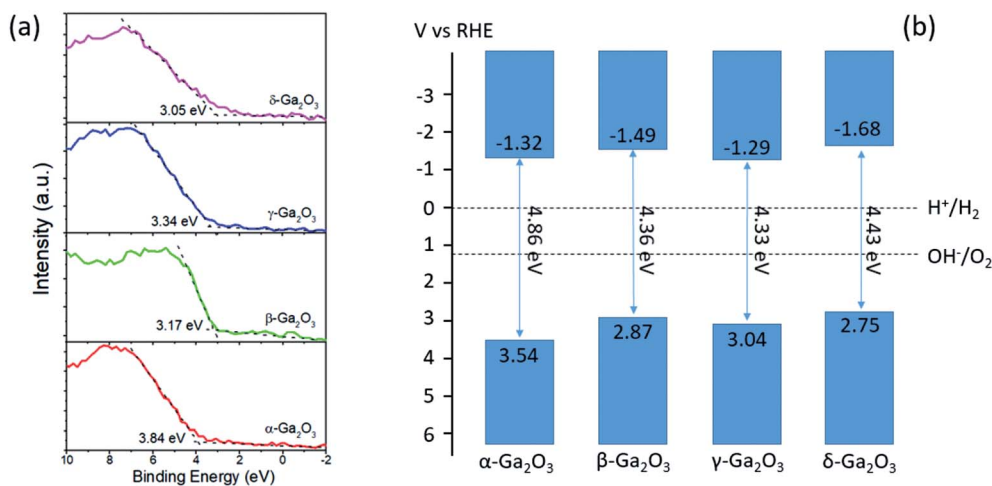 (a)
Intensity (a.u.)
δ-Ga₂O₃
3.05 eV
γ-Ga₂O₃
3.34 eV
β-Ga₂O₃
3.17 eV
α-Ga₂O₃
3.84 eV
10 8 6 4 2 0 -2
Binding Energy (eV)
V vs RHE
(b)
-3
-2
-1
0
1
2
3
4
5
6
-1.32 -1.49 -1.29 -1.68
H⁺/H₂
4.86 eV 4.36 eV 4.33 eV 4.43 eV
OH⁻/O₂
3.54 2.87 3.04 2.75
α-Ga₂O₃ β-Ga₂O₃ γ-Ga₂O₃ δ-Ga₂O₃